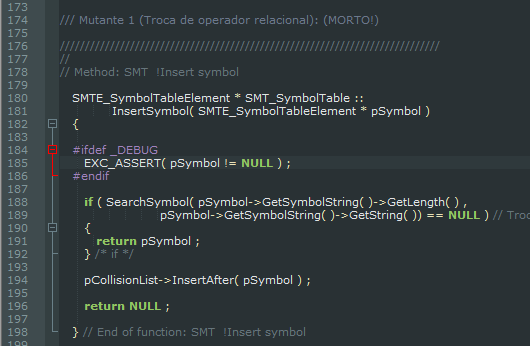 173
174 /// Mutante 1 (Troca de operador relacional): (MORTO!)
175
176 ////////////////////////////////////////////////////////////////////////////
177 //
178 // Method: SMT !Insert symbol
179
180 SMTE_SymbolTableElement * SMT_SymbolTable ::
181 InsertSymbol( SMTE_SymbolTableElement * pSymbol )
182 {
183
184 #ifdef _DEBUG
185 EXC_ASSERT( pSymbol != NULL ) ;
186 #endif
187
188 if ( SearchSymbol( pSymbol->GetSymbolString( )->GetLength( ) ,
189 pSymbol->GetSymbolString( )->GetString( )) == NULL ) //
190 {
191 return pSymbol ;
192 } /* if */
193
194 pCollisionList->InsertAfter( pSymbol ) ;
195
196 return NULL ;
197
198 } // End of function: SMT !Insert symbol
199